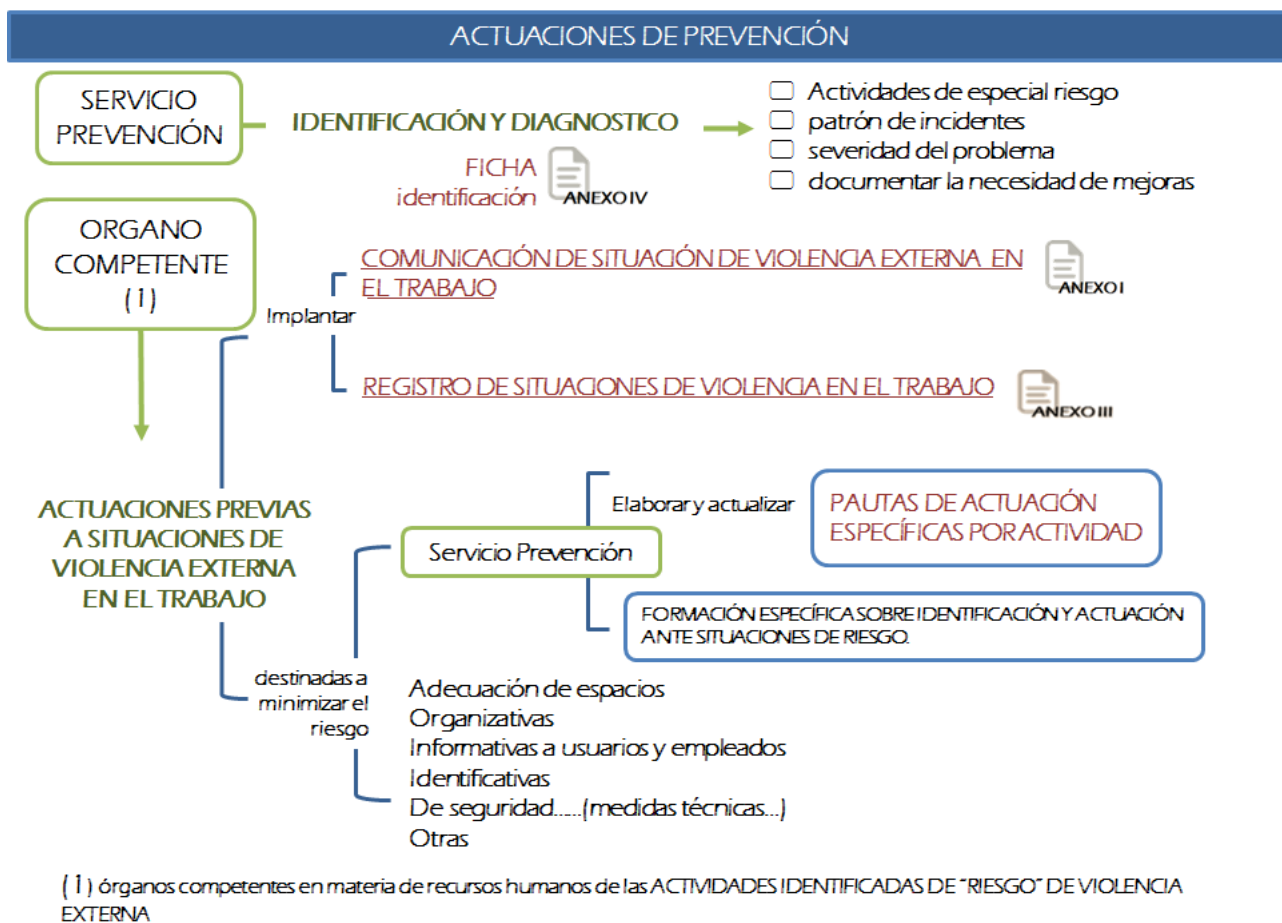 ACTUACIONES DE PREVENCIÓN
SERVICIO
PREVENCIÓN
IDENTIFICACIÓN Y DIAGNOSTICO
Actividades de especial riesgo
patrón de incidentes
severidad del problema
documentar la necesidad de mejoras
FICHA
identificación
ANEXO IV
ORGANO
COMPETENTE
(1)
Implantar
COMUNICACIÓN DE SITUACIÓN DE VIOLENCIA EXTERNA EN
EL TRABAJO
ANEXO I
REGISTRO DE SITUACIONES DE VIOLENCIA EN EL TRABAJO
ANEXO III
ACTUACIONES PREVIAS
A SITUACIONES DE
VIOLENCIA EXTERNA
EN EL TRABAJO
Servicio Prevención
Elaborar y actualizar
PAUTAS DE ACTUACIÓN
ESPECÍFICAS POR ACTIVIDAD
FORMACIÓN ESPECÍFICA SOBRE IDENTIFICACIÓN Y ACTUACIÓN
ANTE SITUACIONES DE RIESGO.
destinadas a
minimizar el
riesgo
Adecuación de espacios
Organizativas
Informativas a usuarios y empleados
Identificativas
De seguridad......(medidas técnicas...)
Otras
(1) órganos competentes en materia de recursos humanos de las ACTIVIDADES IDENTIFICADAS DE "RIESGO" DE VIOLENCIA
EXTERNA